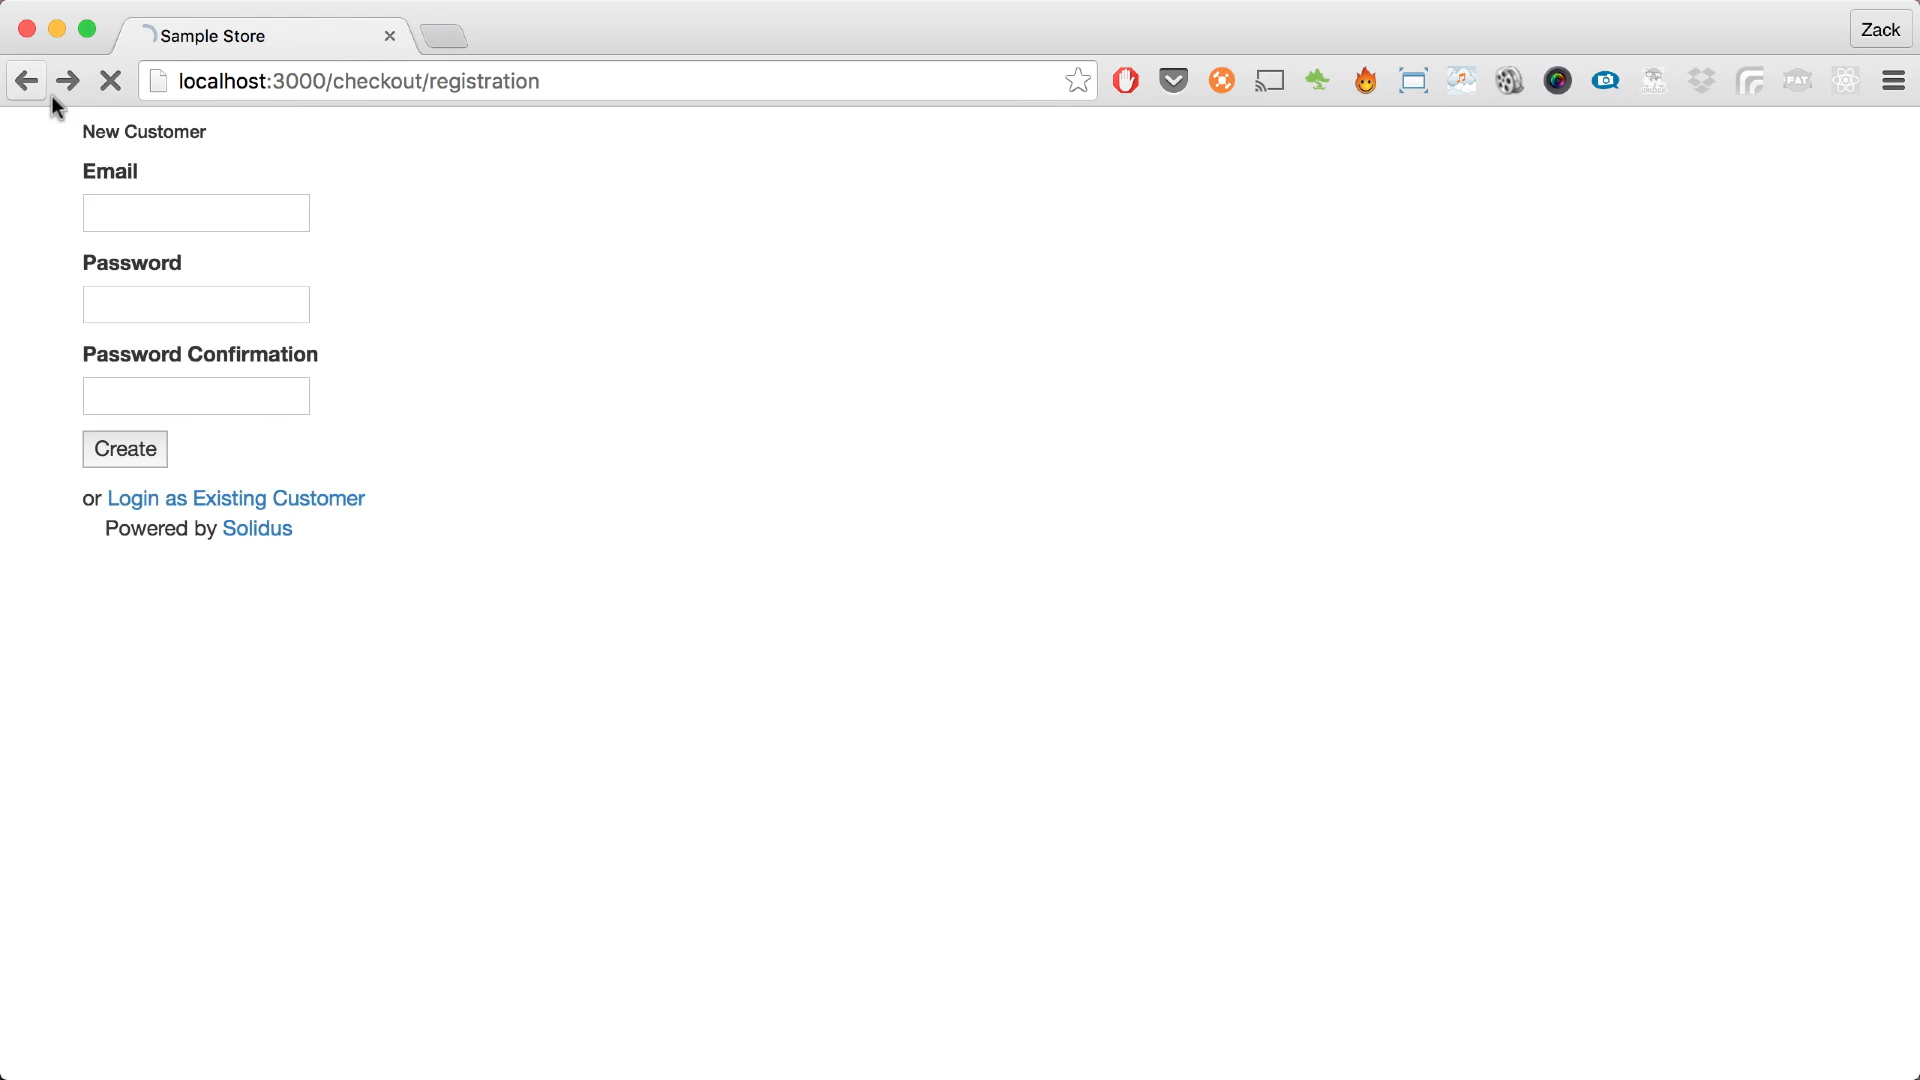 Sample Store
Zack
localhost:3000/checkout/registration
FAT
New Customer
Email
Password
Password Confirmation
Create
or Login as Existing Customer
Powered by Solidus